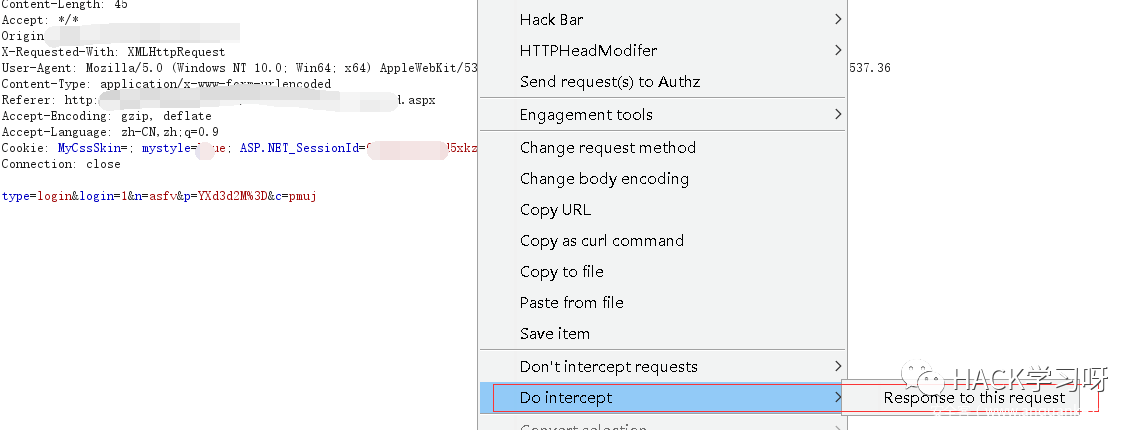 Content-Length: 45
Accept: */*
Origin
X-Requested-With: XMLHttpRequest
User-Agent: Mozilla/5.0 (Windows NT 10.0; Win64; x64) AppleWebKit/53
537.36
Content-Type: application/x-www-form-urlencoded
Referer: http:
d.aspx
Accept-Encoding: gzip, deflate
Accept-Language: zh-CN,zh;q=0.9
Cookie: MyCssSkin=; mystyle= ue; ASP.NET_SessionId= 5xkz
Connection: close
type=login&login=1&n=asfv&p=YXd3d2M%3D&c=pmuj
Hack Bar
HTTPHeadModifer
Send request(s) to Authz
Engagement tools
Change request method
Change body encoding
Copy URL
Copy as curl command
Copy to file
Paste from file
Save item
Don't intercept requests
Do intercept
Response to this request
Convert selection
HACK学习呀